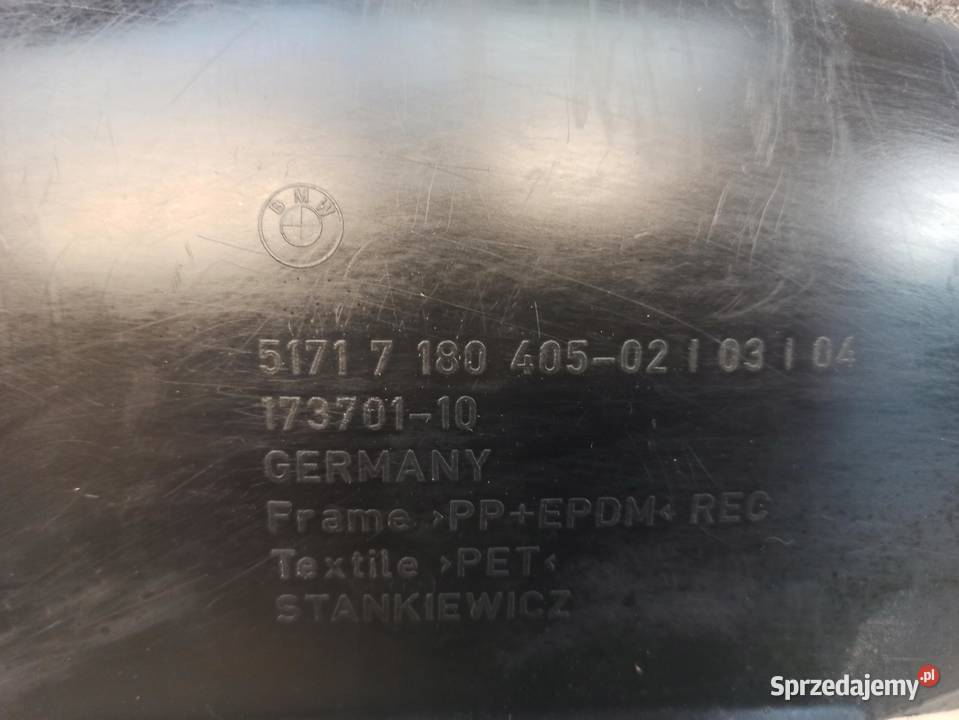 BMW
5171 7 180 405-02 | 03 | 04
173701-10
GERMANY
Frame >PP+EPDM< REC
Textile >PET<
STANKIEWICZ
Sprzedajemy.pl